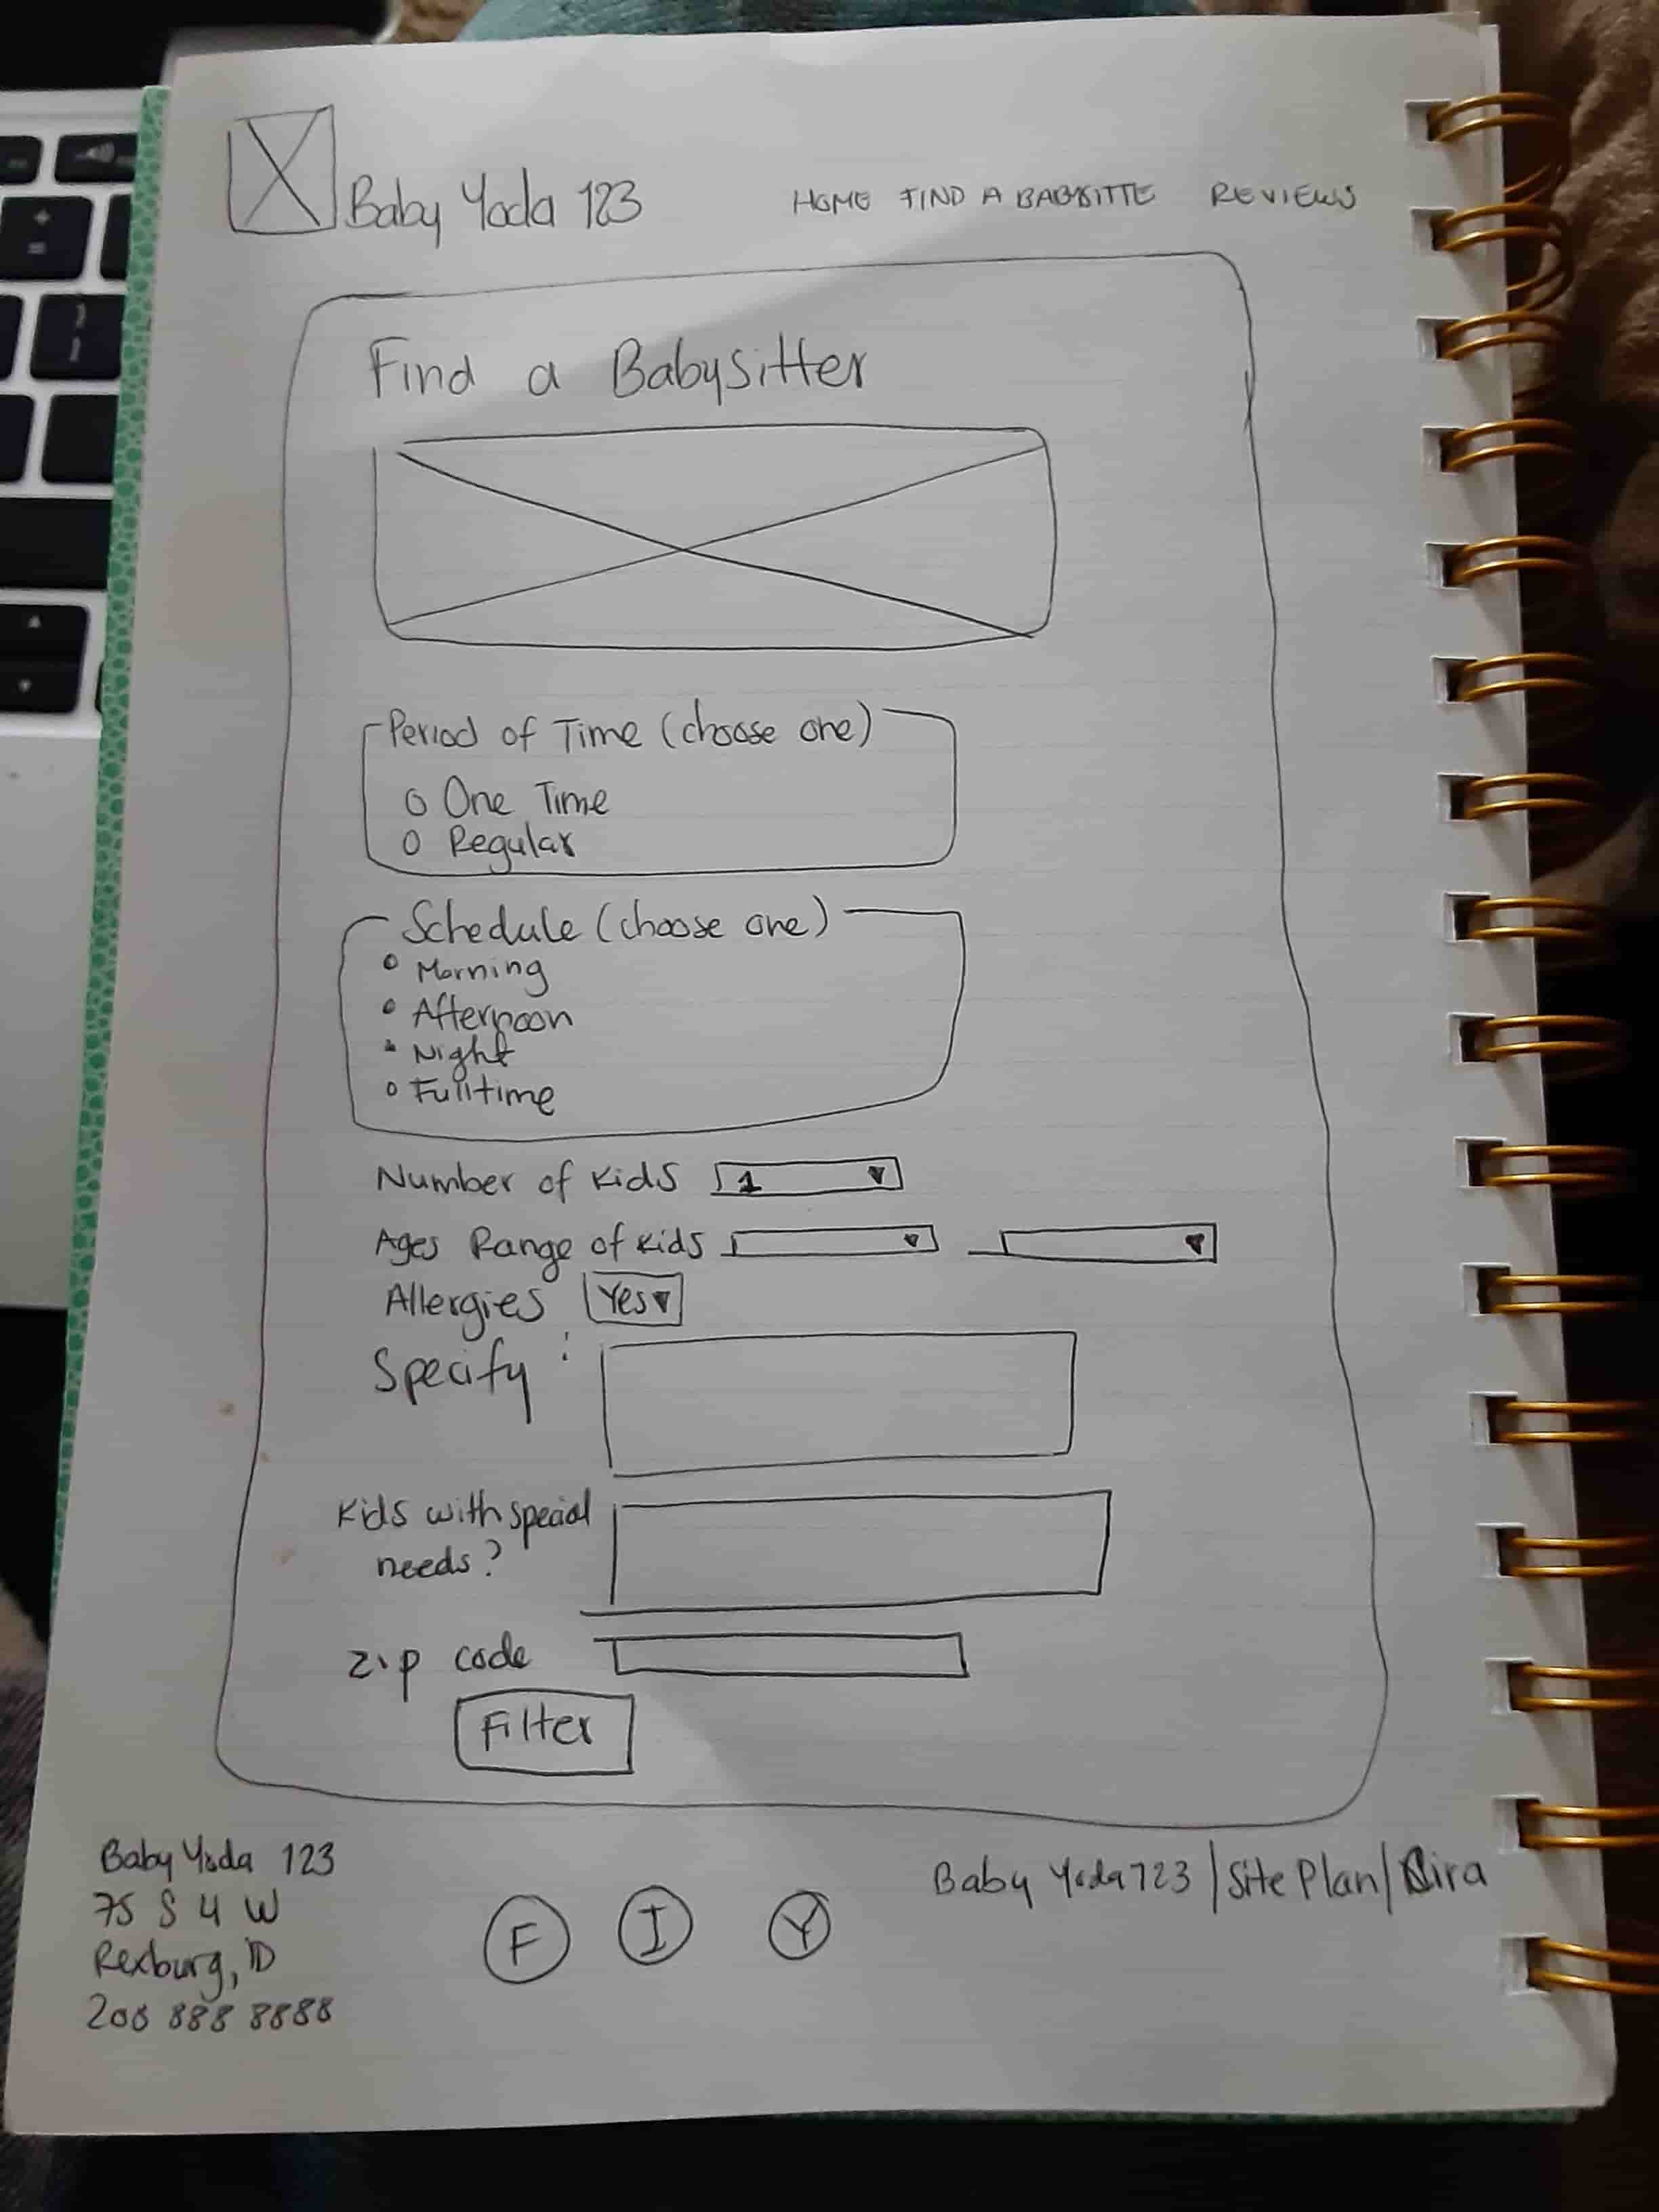 Baby Yoda 123
HOME FIND A BABYSITTE REVIEWS
Find a Babysitter
Period of Time (choose one)
One Time
Regular
Schedule (choose one)
Morning
Afternoon
Night
Fulltime
Number of Kids 1
Ages Range of Kids
Allergies Yes
Specify :
Kids with special
needs?
Zip code
Filter
Baby Yoda 123
75 S 4 W
Rexburg, ID
208 888 8888
F I Y
Baby Yoda 123 | Site Plan |